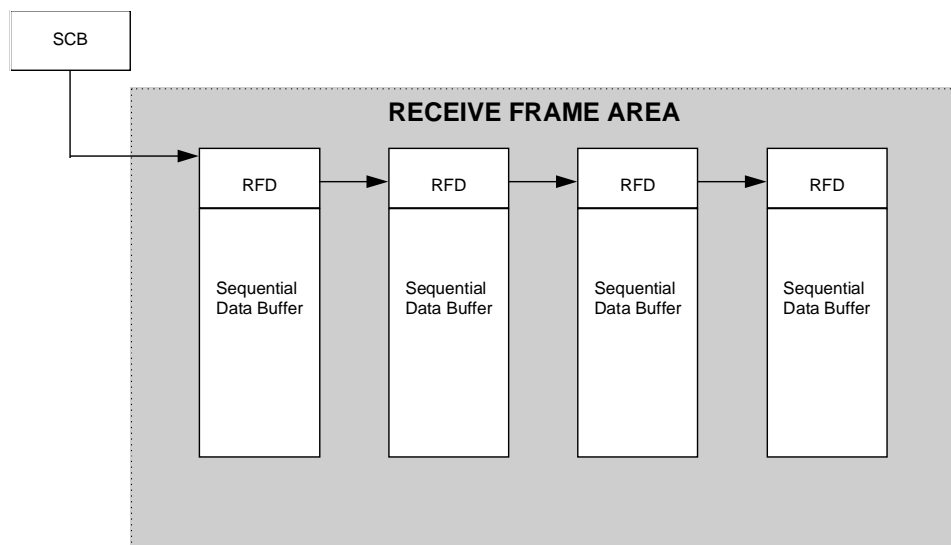 SCB
RECEIVE FRAME AREA
RFD
RFD
RFD
RFD
Sequential
Data Buffer
Sequential
Data Buffer
Sequential
Data Buffer
Sequential
Data Buffer